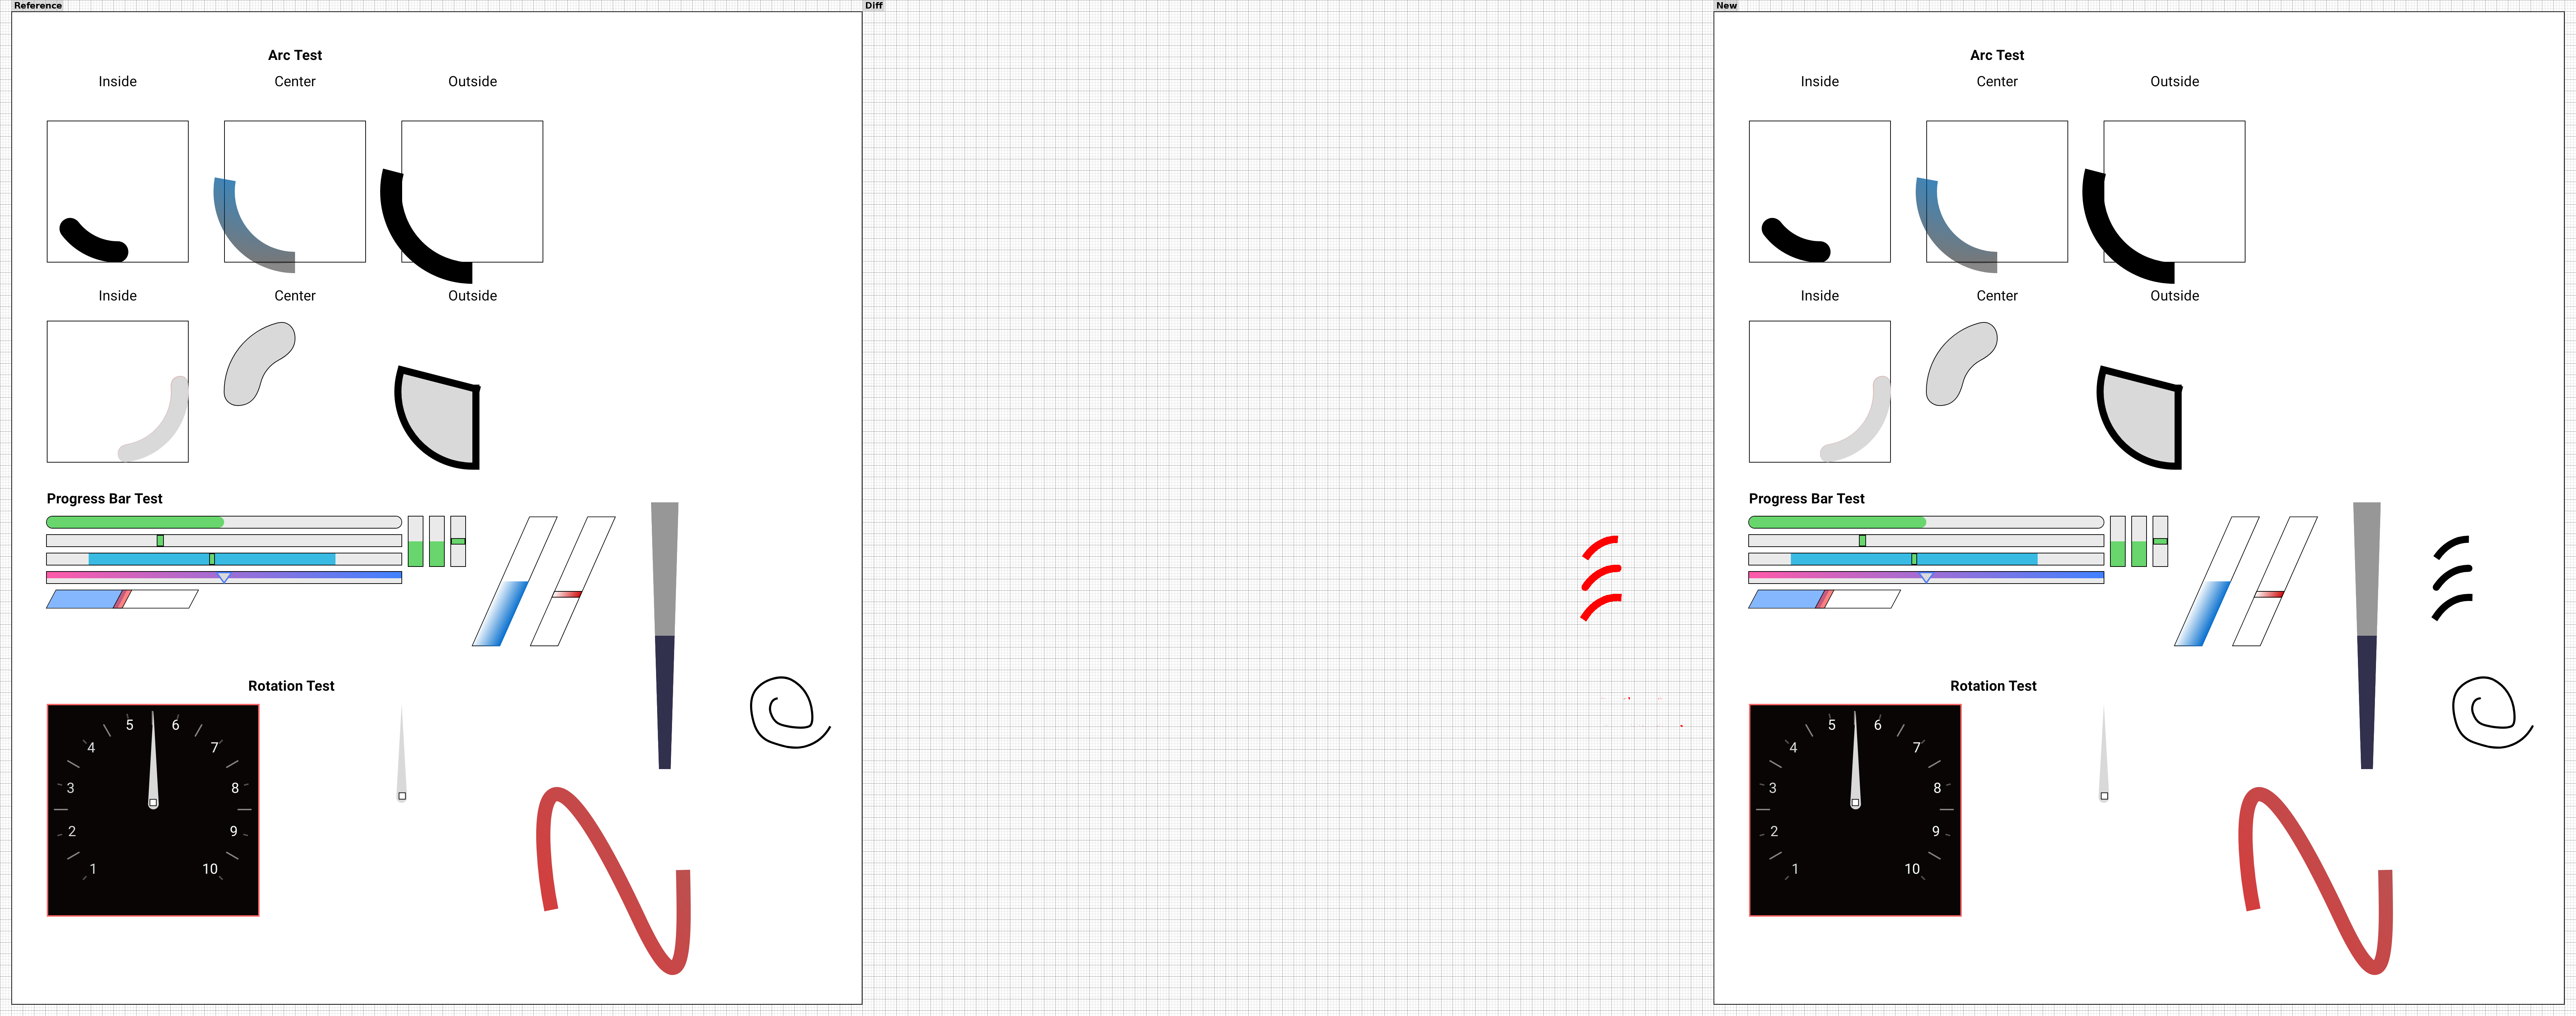 Reference
Diff
New
Arc Test
Inside Center Outside
Inside Center Outside
Progress Bar Test
Rotation Test
5 6
4 7
3 8
2 9
1 10
Arc Test
Inside Center Outside
Inside Center Outside
Progress Bar Test
Rotation Test
5 6
4 7
3 8
2 9
1 10